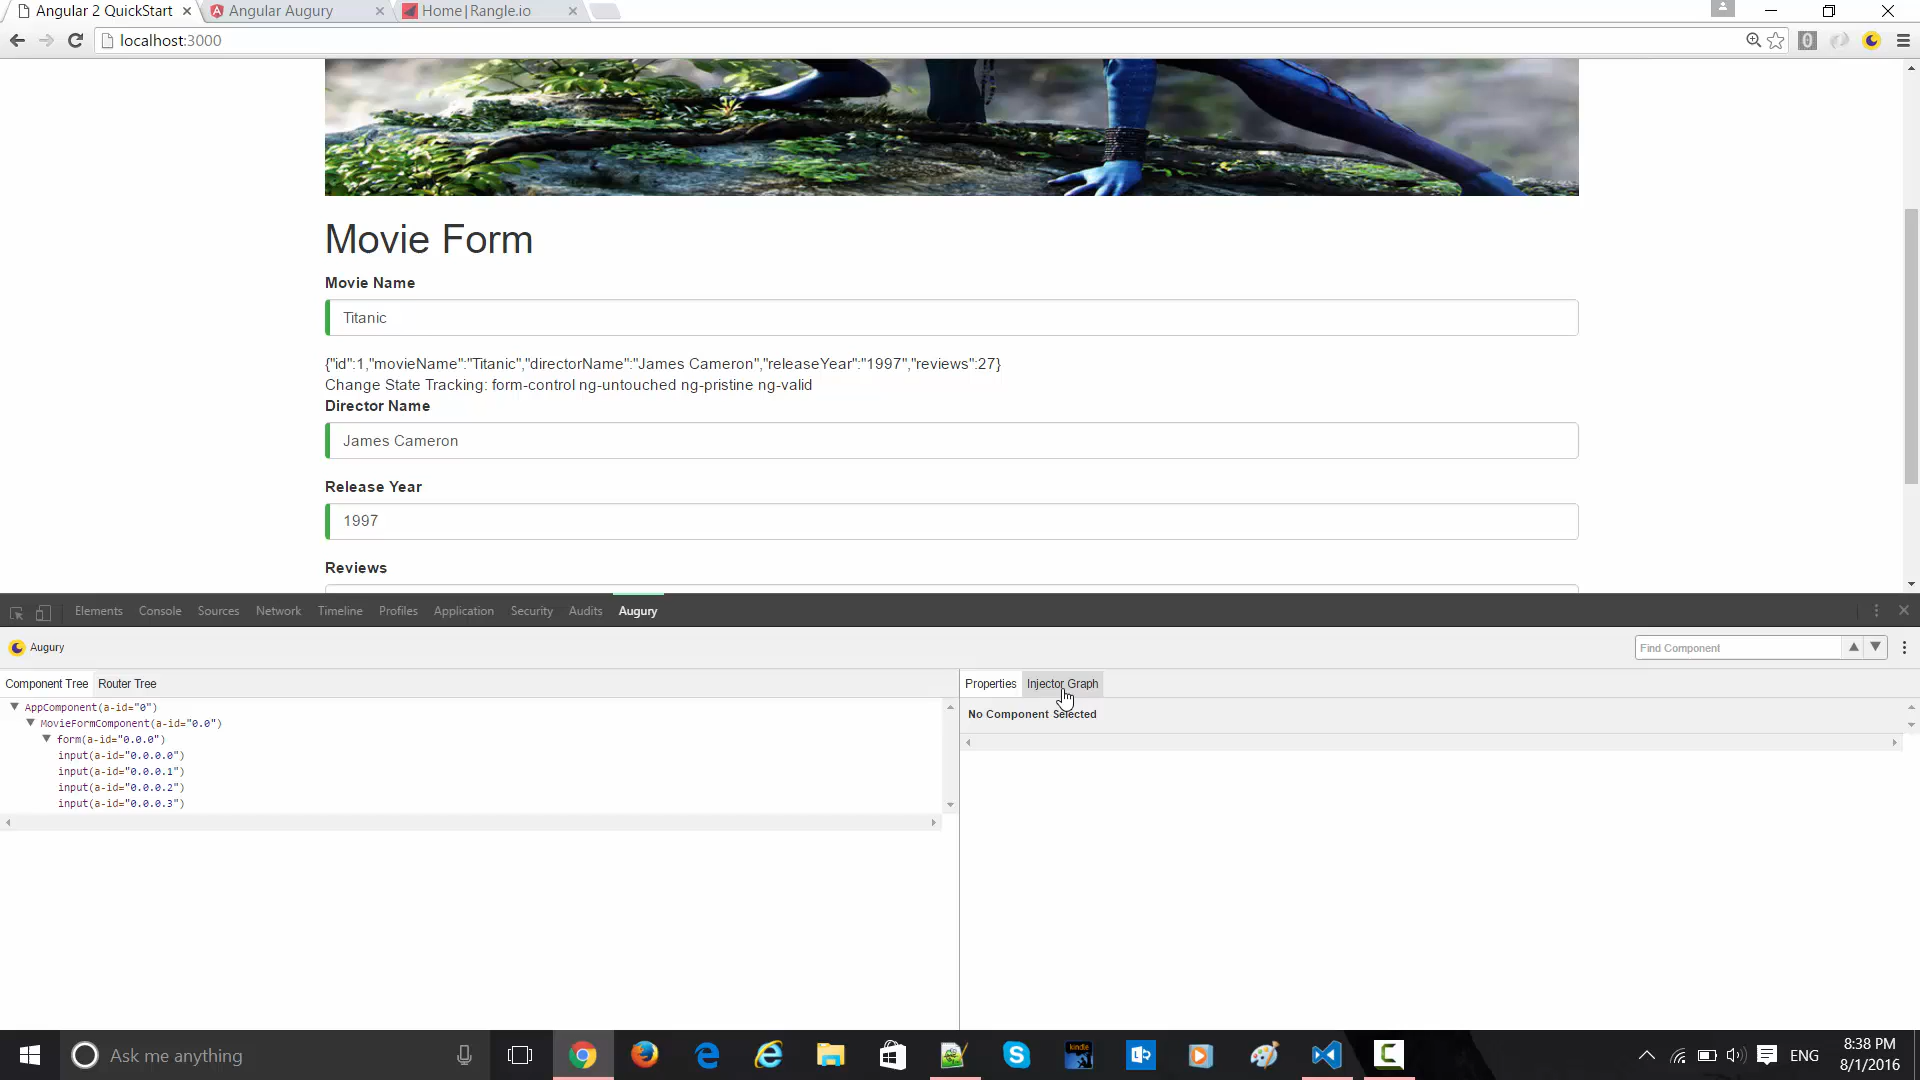 Angular 2 QuickStart
Angular Augury
Home|Rangle.io
localhost:3000
Movie Form
Movie Name
Titanic
{"id":1,"movieName":"Titanic","directorName":"James Cameron","releaseYear":"1997","reviews":27}
Change State Tracking: form-control ng-untouched ng-pristine ng-valid
Director Name
James Cameron
Release Year
1997
Reviews
Elements Console Sources Network Timeline Profiles Application Security Audits Augury
Augury
Find Component
Component Tree Router Tree
AppComponent(a-id="0")
MovieFormComponent(a-id="0.0")
form(a-id="0.0.0")
input(a-id="0.0.0.0")
input(a-id="0.0.0.1")
input(a-id="0.0.0.2")
input(a-id="0.0.0.3")
Properties Injector Graph
No Component Selected
Ask me anything
kindle
ENG
8:38 PM
8/1/2016